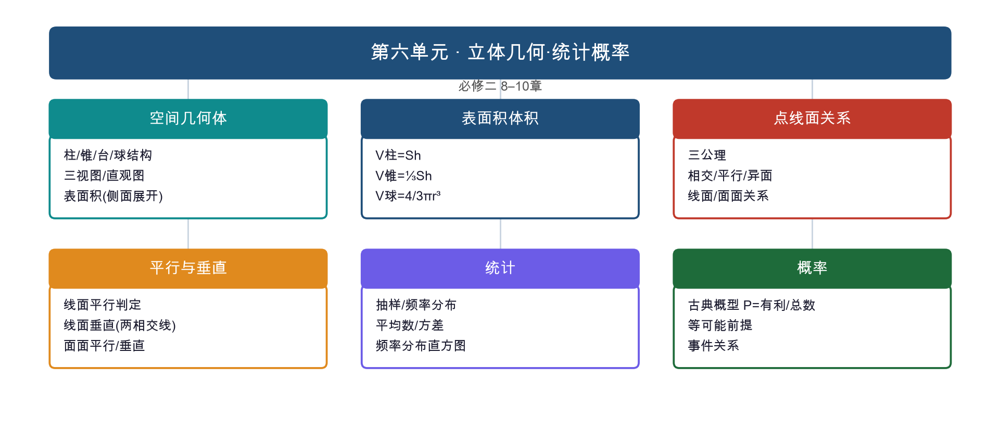 第六单元 · 立体几何·统计概率
必修二 8–10章
空间几何体
柱/锥/台/球结构
三视图/直观图
表面积(侧面展开)
表面积体积
V柱=Sh
V锥=⅓Sh
V球=4/3πr³
点线面关系
三公理
相交/平行/异面
线面/面面关系
平行与垂直
线面平行判定
线面垂直(两相交线)
面面平行/垂直
统计
抽样/频率分布
平均数/方差
频率分布直方图
概率
古典概型 P=有利/总数
等可能前提
事件关系